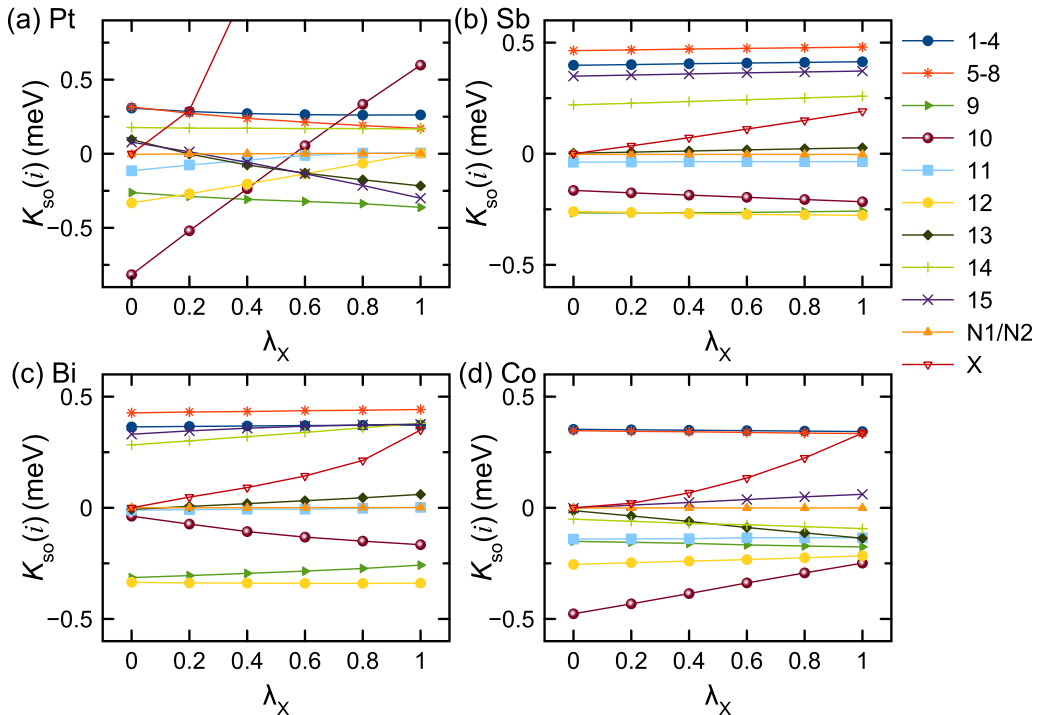 (a) Pt
0.5
0
−0.5
K_so(i) (meV)
0 0.2 0.4 0.6 0.8 1
λ_X
(b) Sb
0.5
0
−0.5
K_so(i) (meV)
0 0.2 0.4 0.6 0.8 1
λ_X
1-4
5-8
9
10
11
12
13
14
15
N1/N2
X
(c) Bi
0.5
0
−0.5
K_so(i) (meV)
0 0.2 0.4 0.6 0.8 1
λ_X
(d) Co
0.5
0
−0.5
K_so(i) (meV)
0 0.2 0.4 0.6 0.8 1
λ_X